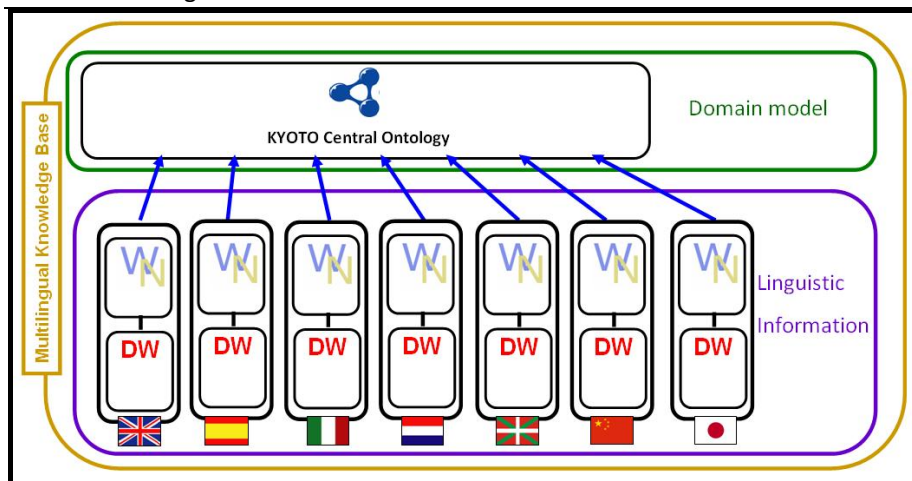 Multilingual Knowledge Base
KYOTO Central Ontology
Domain model
WN WN WN WN WN WN WN
DW DW DW DW DW DW DW
Linguistic
Information